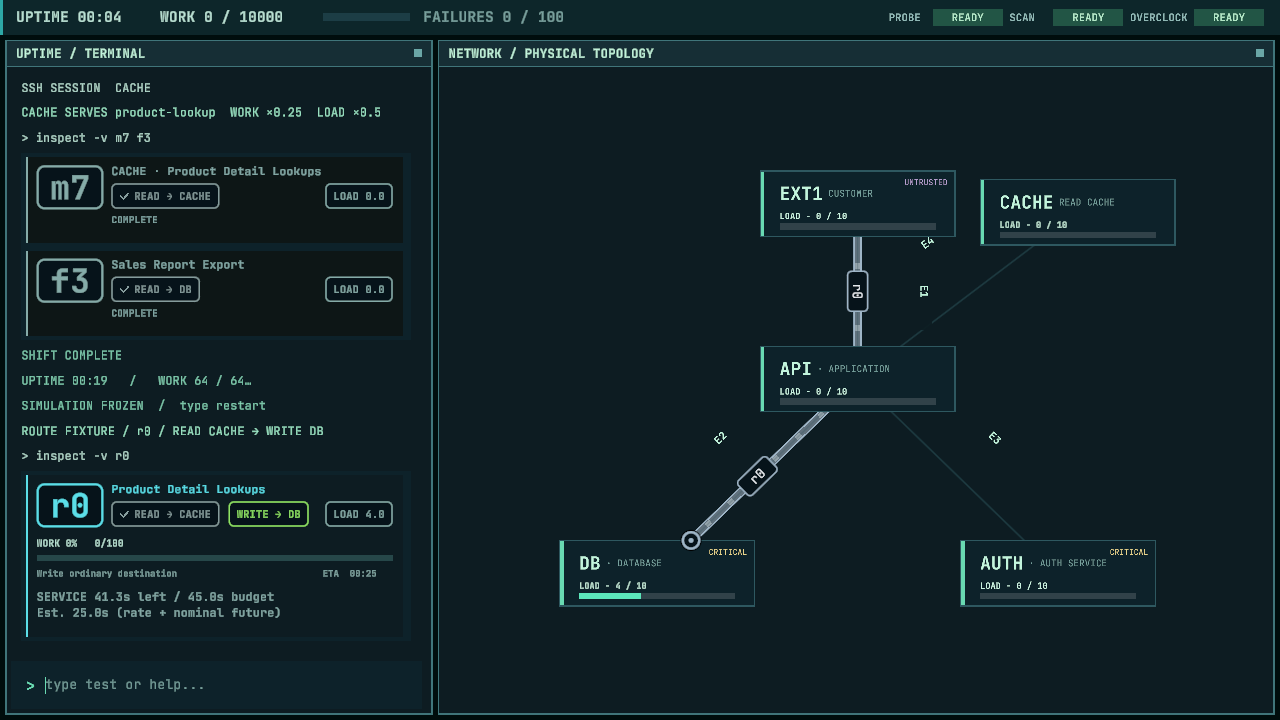 UPTIME 00:04 WORK 0 / 10000 FAILURES 0 / 100 PROBE READY SCAN READY OVERCLOCK READY
UPTIME / TERMINAL
SSH SESSION CACHE
CACHE SERVES product-lookup WORK ×0.25 LOAD ×0.5
> inspect -v m7 f3
m7 CACHE · Product Detail Lookups
✓ READ → CACHE LOAD 0.0
COMPLETE
f3 Sales Report Export
✓ READ → DB LOAD 0.0
COMPLETE
SHIFT COMPLETE
UPTIME 00:19 / WORK 64 / 64…
SIMULATION FROZEN / type restart
ROUTE FIXTURE / r0 / READ CACHE → WRITE DB
> inspect -v r0
r0 Product Detail Lookups
✓ READ → CACHE WRITE → DB LOAD 4.0
WORK 0% 0/100
Write ordinary destination ETA 00:25
SERVICE 41.3s left / 45.0s budget
Est. 25.0s (rate + nominal future)
> type test or help...
NETWORK / PHYSICAL TOPOLOGY
UNTRUSTED
EXT1 CUSTOMER
LOAD - 0 / 10
CACHE READ CACHE
LOAD - 0 / 10
E4
r0
E1
API · APPLICATION
LOAD - 0 / 10
E2
E3
r0
CRITICAL
DB · DATABASE
LOAD - 4 / 10
CRITICAL
AUTH · AUTH SERVICE
LOAD - 0 / 10